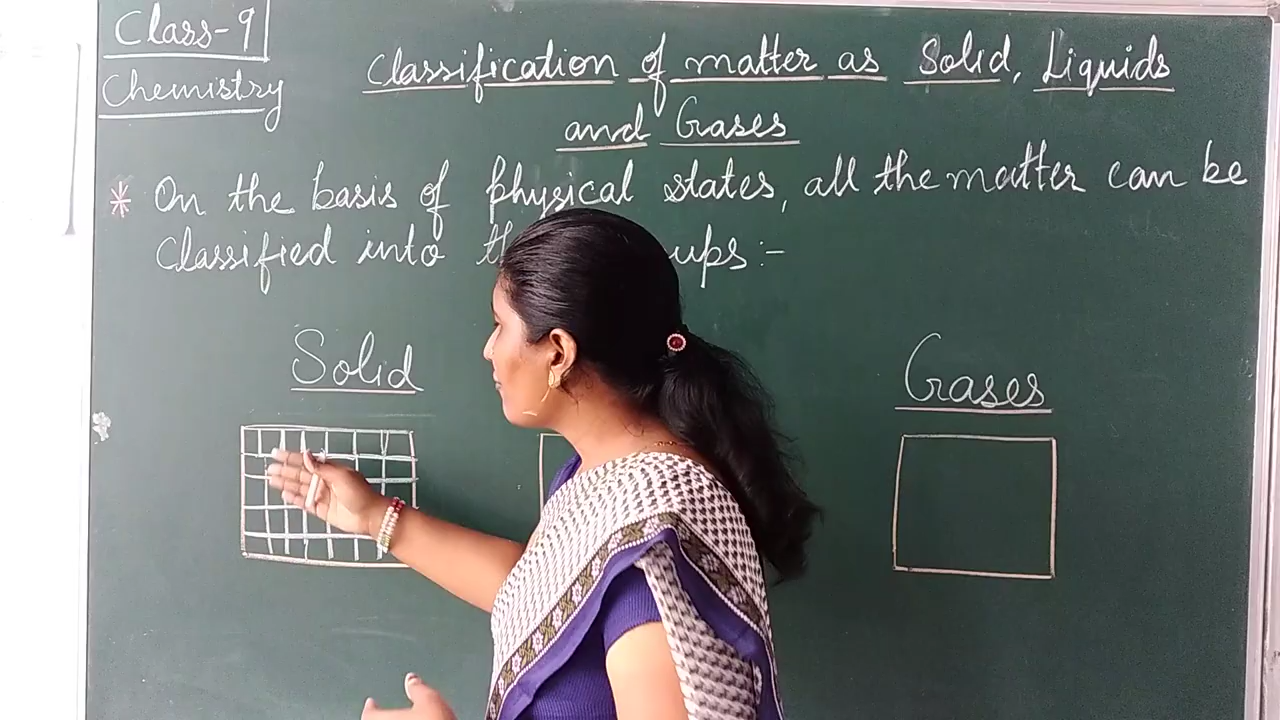 Class-9
Chemistry
Classification of matter as Solid, Liquids
and Gases
* On the basis of physical states, all the matter can be
Classified into :-
Solid
Gases